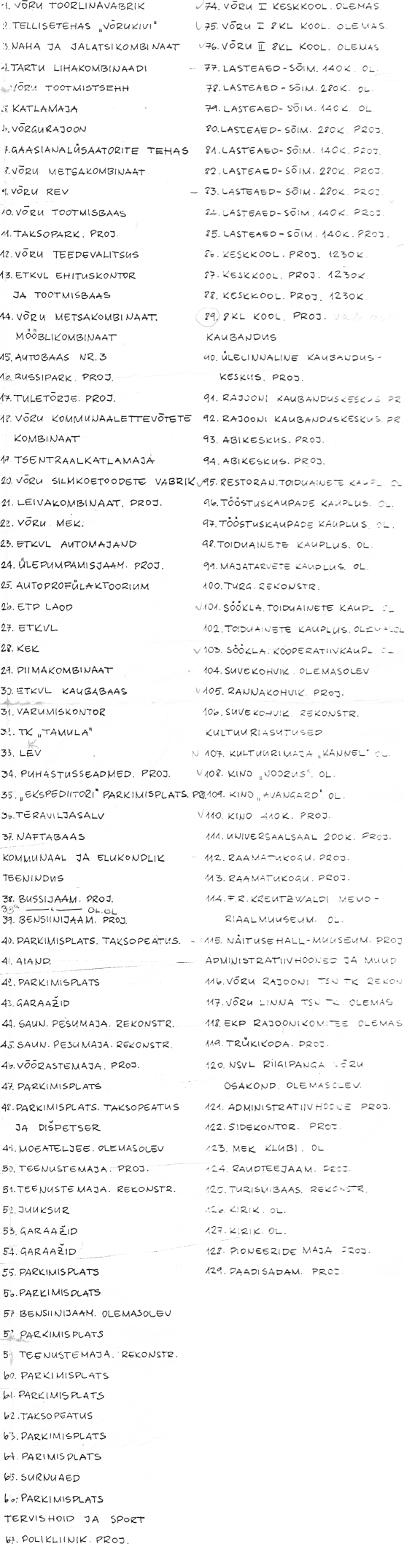 1. VÕRU TOORLINAVABRIK
2. TELLISETEHAS "VÕRUKIVI"
3. NAHA JA JALATSIKOMBINAAT
4. TARTU LIHAKOMBINAADI
VÕRU TOOTMISTSEHH
5. KATLAMAJA
6. VÕRGURAJOON
7. GAASIANALÜSAATORITE TEHAS
8. VÕRU METSAKOMBINAAT
9. VÕRU REV
10. VÕRU TOOTMISBAAS
11. TAKSOPARK. PROJ.
12. VÕRU TEEDEVALITSUS
13. ETKVL EHITUSKONTOR
JA TOOTMISBAAS
14. VÕRU METSAKOMBINAAT.
MÖÖBLIKOMBINAAT
15. AUTOBAAS NR. 3
16. BUSSIPARK. PROJ.
17. TULETÕRJE. PROJ.
18. VÕRU KOMMUNAALETTEVÕTETE
KOMBINAAT
19. TSENTRAALKATLAMAJA
20. VÕRU SILMKOETOODETE VABRIK
21. LEIVAKOMBINAAT. PROJ.
22. VÕRU MEK.
23. ETKVL AUTOMAJAND
24. ÜLEPUMPAMISJAAM. PROJ.
25. AUTOPROFÜLAKTOORIUM
26. ETP LAOD
27. ETKVL
28. KEK
29. PIIMAKOMBINAAT
30. ETKVL KAUGABAAS
31. VARUMISKONTOR
32. TK "TAMULA"
33. LEV
34. PUHASTUSSEADMED. PROJ.
35. "EKSPEDIITORI" PARKIMISPLATS. PR
36. TERAVILJASALV
37. NAFTABAAS
KOMMUNAAL JA ELUKONDLIK
TEENINDUS
38. BUSSIJAAM. PROJ.
38a OL.OL
39. BENSIINIJAAM. PROJ.
40. PARKIMISPLATS. TAKSOPEATUS.
41. AIAND
42. PARKIMISPLATS
43. GARAAŽID
44. SAUN. PESUMAJA. REKONSTR.
45. SAUN. PESUMAJA. REKONSTR.
46. VÕÕRASTEMAJA. PROJ.
47. PARKIMISPLATS
48. PARKIMISPLATS. TAKSOPEATUS
JA DISPETSER
49. MOEATELJEE. OLEMASOLEV
50. TEENUSTEMAJA. PROJ.
51. TEENUSTEMAJA. REKONSTR.
52. JUUKSUR
53. GARAAŽID
54. GARAAŽID
55. PARKIMISPLATS
56. PARKIMISPLATS
57 BENSIINIJAAM. OLEMASOLEV
58 PARKIMISPLATS
59 TEENUSTEMAJA. REKONSTR.
60. PARKIMISPLATS
61. PARKIMISPLATS
62. TAKSOPEATUS
63. PARKIMISPLATS
64. PARIMISPLATS
65. SURNUAED
66. PARKIMISPLATS
TERVISHOID JA SPORT
67. POLIKLIINIK. PROJ.
74. VÕRU I KESKKOOL. OLEMAS
75. VÕRU I 8KL KOOL. OLEMAS
76. VÕRU II 8KL KOOL. OLEMAS
77. LASTEAED-SÕIM. 140K. OL.
78. LASTEAED-SÕIM. 280K. OL
79. LASTEAED-SÕIM. 140K. OL
80. LASTEAED-SÕIM. 280K. PROJ.
81. LASTEAED-SÕIM. 140K. PROJ.
82. LASTEAED-SÕIM. 280K. PROJ.
83. LASTEAED-SÕIM. 280K. PROJ.
84. LASTEAED-SÕIM. 140K. PROJ.
85. LASTEAED-SÕIM. 140K. PROJ.
86. KESKKOOL. PROJ. 1230K
87. KESKKOOL. PROJ. 1230K.
88. KESKKOOL. PROJ. 1230K
89. 8KL KOOL. PROJ.
KAUBANDUS
90. ÜLELINNALINE KAUBANDUS-
KESKUS. PROJ.
91. RAJOONI KAUBANDUSKESKUS PR
92. RAJOONI KAUBANDUSKESKUS PR
93. ABIKESKUS. PROJ.
94. ABIKESKUS. PROJ.
95. RESTORAN. TOIDUAINETE KAUPL OL
96. TÖÖSTUSKAUPADE KAUPLUS. OL
97. TÖÖSTUSKAUPADE KAUPLUS. OL
98. TOIDUAINETE KAUPLUS. OL.
99. MAJATARVETE KAUPLUS. OL
100. TURG. REKONSTR.
101. SÖÖKLA. TOIDUAINETE KAUPL OL
102. TOIDUAINETE KAUPLUS.
103. SÖÖKLA. KOOPERATIIVKAUPL OL
104. SUVEKOHVIK. OLEMASOLEV
105. RANNAKOHVIK. PROJ.
106. SUVEKOHVIK. REKONSTR.
KULTUURIASUTUSED
107. KULTUURIMAJA "KANNEL" OL
108. KINO "NOORUS". OL.
109. KINO "AVANGARD" OL.
110. KINO 410K. PROJ.
111. UNIVERSAALSAAL 200K. PROJ.
112. RAAMATUKOGU. PROJ.
113. RAAMATUKOGU. PROJ.
114. F.R. KREUTZWALDI MEMO-
RIAALMUUSEUM. OL.
115. NÄITUSEHALL-MUUSEUM. PROJ
ADMINISTRATIIVHOONED JA MUUD
116. VÕRU RAJOONI TSN TK REKON
117. VÕRU LINNA TSN TK OLEMAS
118. EKP RAJOONIKOMITEE OLEMAS
119. TRÜKIKODA. PROJ.
120. NSVL RIIGIPANGA VÕRU
OSAKOND. OLEMASOLEV.
121. ADMINISTRATIIVHOONE PROJ.
122. SIDEKONTOR. PROJ.
123. MEK KLUBI. OL
124. RAUDTEEJAAM. PROJ.
125. TURISMIBAAS. REKONSTR.
126. KIRIK. OL.
127. KIRIK. OL.
128. PIONEERIDE MAJA PROJ.
129. PAADISADAM. PROJ